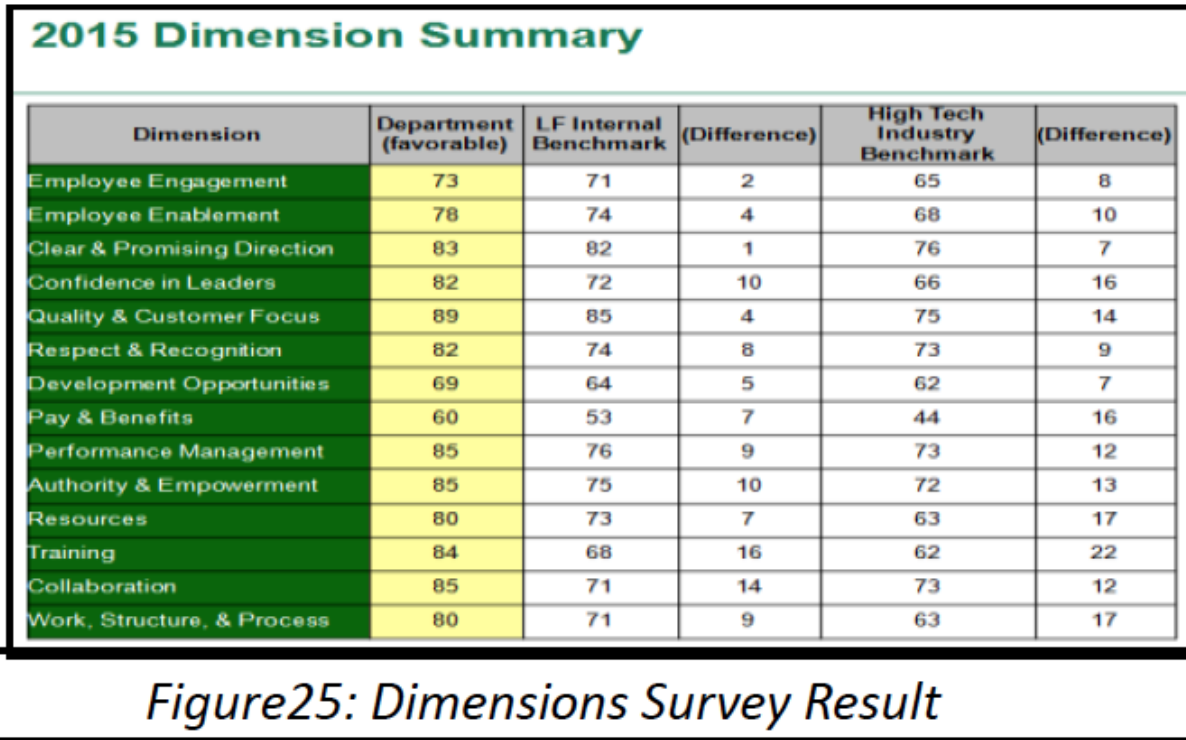 2015 Dimension Summary
Dimension Department (favorable) LF Internal Benchmark (Difference) High Tech Industry Benchmark (Difference)
Employee Engagement 73 71 2 65 8
Employee Enablement 78 74 4 68 10
Clear & Promising Direction 83 82 1 76 7
Confidence in Leaders 82 72 10 66 16
Quality & Customer Focus 89 85 4 75 14
Respect & Recognition 82 74 8 73 9
Development Opportunities 69 64 5 62 7
Pay & Benefits 60 53 7 44 16
Performance Management 85 76 9 73 12
Authority & Empowerment 85 75 10 72 13
Resources 80 73 7 63 17
Training 84 68 16 62 22
Collaboration 85 71 14 73 12
Work, Structure, & Process 80 71 9 63 17
Figure25: Dimensions Survey Result